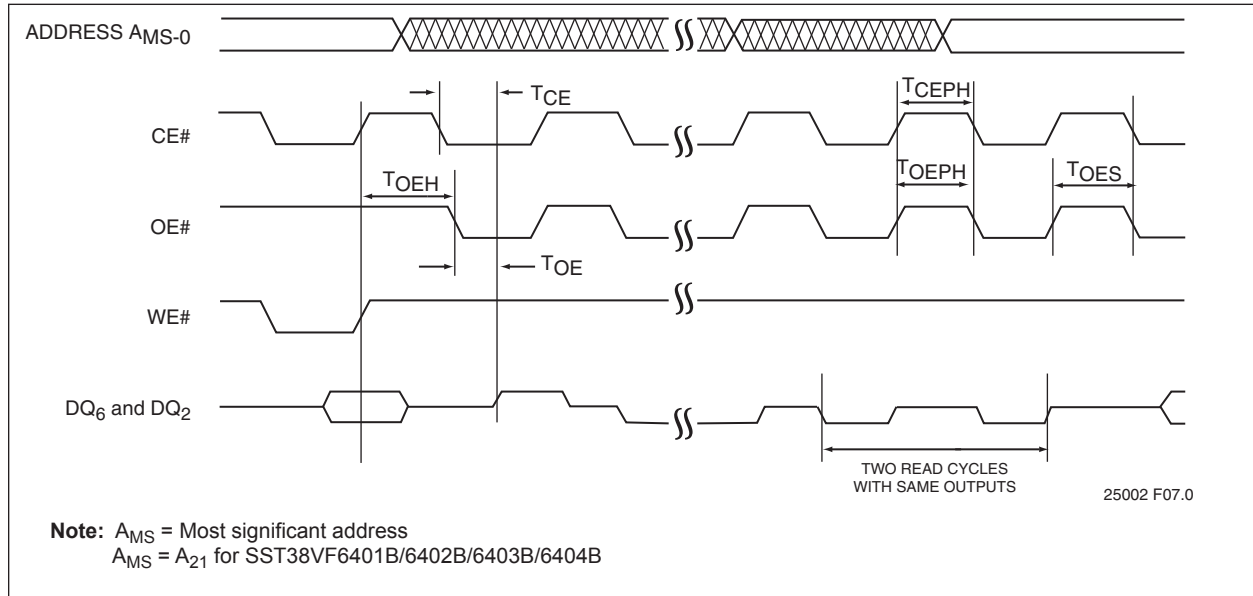 ADDRESS AMS-0
TCE
TCEPH
CE#
TOEH
TOEPH
TOES
OE#
TOE
WE#
DQ6 and DQ2
TWO READ CYCLES
WITH SAME OUTPUTS
25002 F07.0
Note: AMS = Most significant address
AMS = A21 for SST38VF6401B/6402B/6403B/6404B